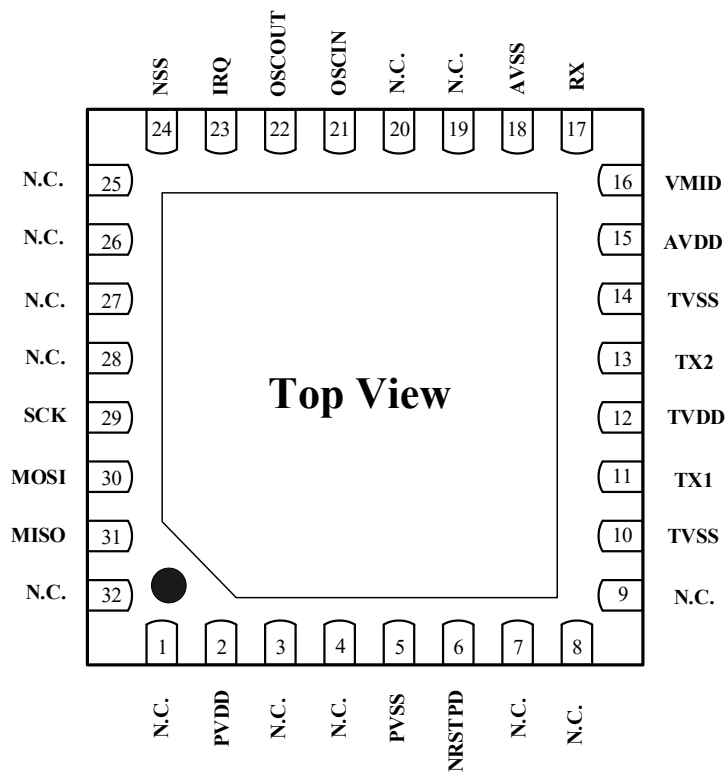 NSS IRQ OSCOUT OSCIN N.C. N.C. AVSS RX
24 23 22 21 20 19 18 17
N.C. 25 16 VMID
N.C. 26 15 AVDD
N.C. 27 14 TVSS
N.C. 28 13 TX2
Top View
SCK 29 12 TVDD
MOSI 30 11 TX1
MISO 31 10 TVSS
N.C. 32 9 N.C.
1 2 3 4 5 6 7 8
N.C. PVDD N.C. N.C. PVSS NRSTPD N.C. N.C.